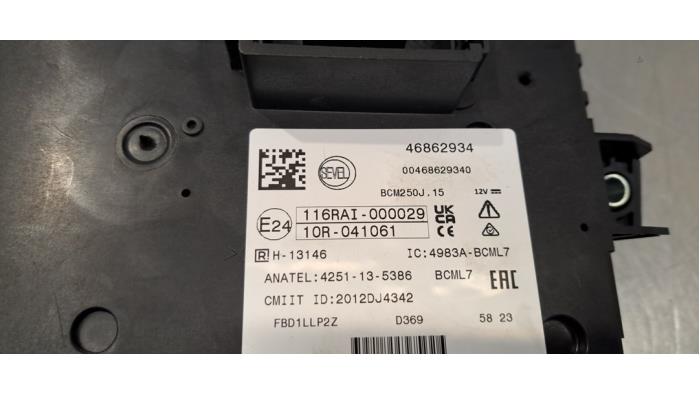 46862934
SEVEL
00468629340
BCM250J.15
12V
E24
116RAI-000029
10R-041061
UK
CA
CE
R H-13146
IC:4983A-BCML7
ANATEL:4251-13-5386
BCML7
EAC
CMIIT ID:2012DJ4342
FBD1LLP2Z
D369
58 23